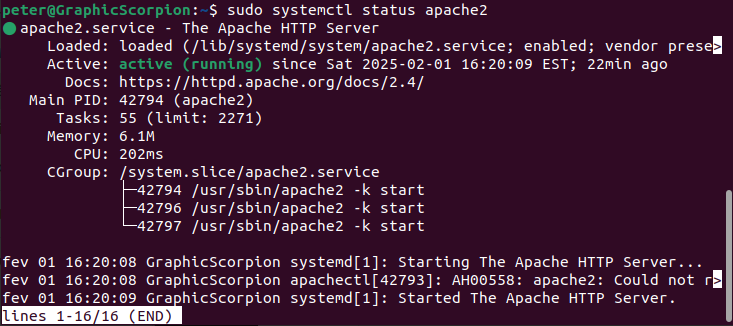 peter@GraphicScorpion:~$ sudo systemctl status apache2
● apache2.service - The Apache HTTP Server
     Loaded: loaded (/lib/systemd/system/apache2.service; enabled; vendor prese>
     Active: active (running) since Sat 2025-02-01 16:20:09 EST; 22min ago
       Docs: https://httpd.apache.org/docs/2.4/
   Main PID: 42794 (apache2)
      Tasks: 55 (limit: 2271)
     Memory: 6.1M
        CPU: 202ms
     CGroup: /system.slice/apache2.service
             ├─42794 /usr/sbin/apache2 -k start
             ├─42796 /usr/sbin/apache2 -k start
             └─42797 /usr/sbin/apache2 -k start
fev 01 16:20:08 GraphicScorpion systemd[1]: Starting The Apache HTTP Server...
fev 01 16:20:08 GraphicScorpion apachectl[42793]: AH00558: apache2: Could not r>
fev 01 16:20:09 GraphicScorpion systemd[1]: Started The Apache HTTP Server.
lines 1-16/16 (END)